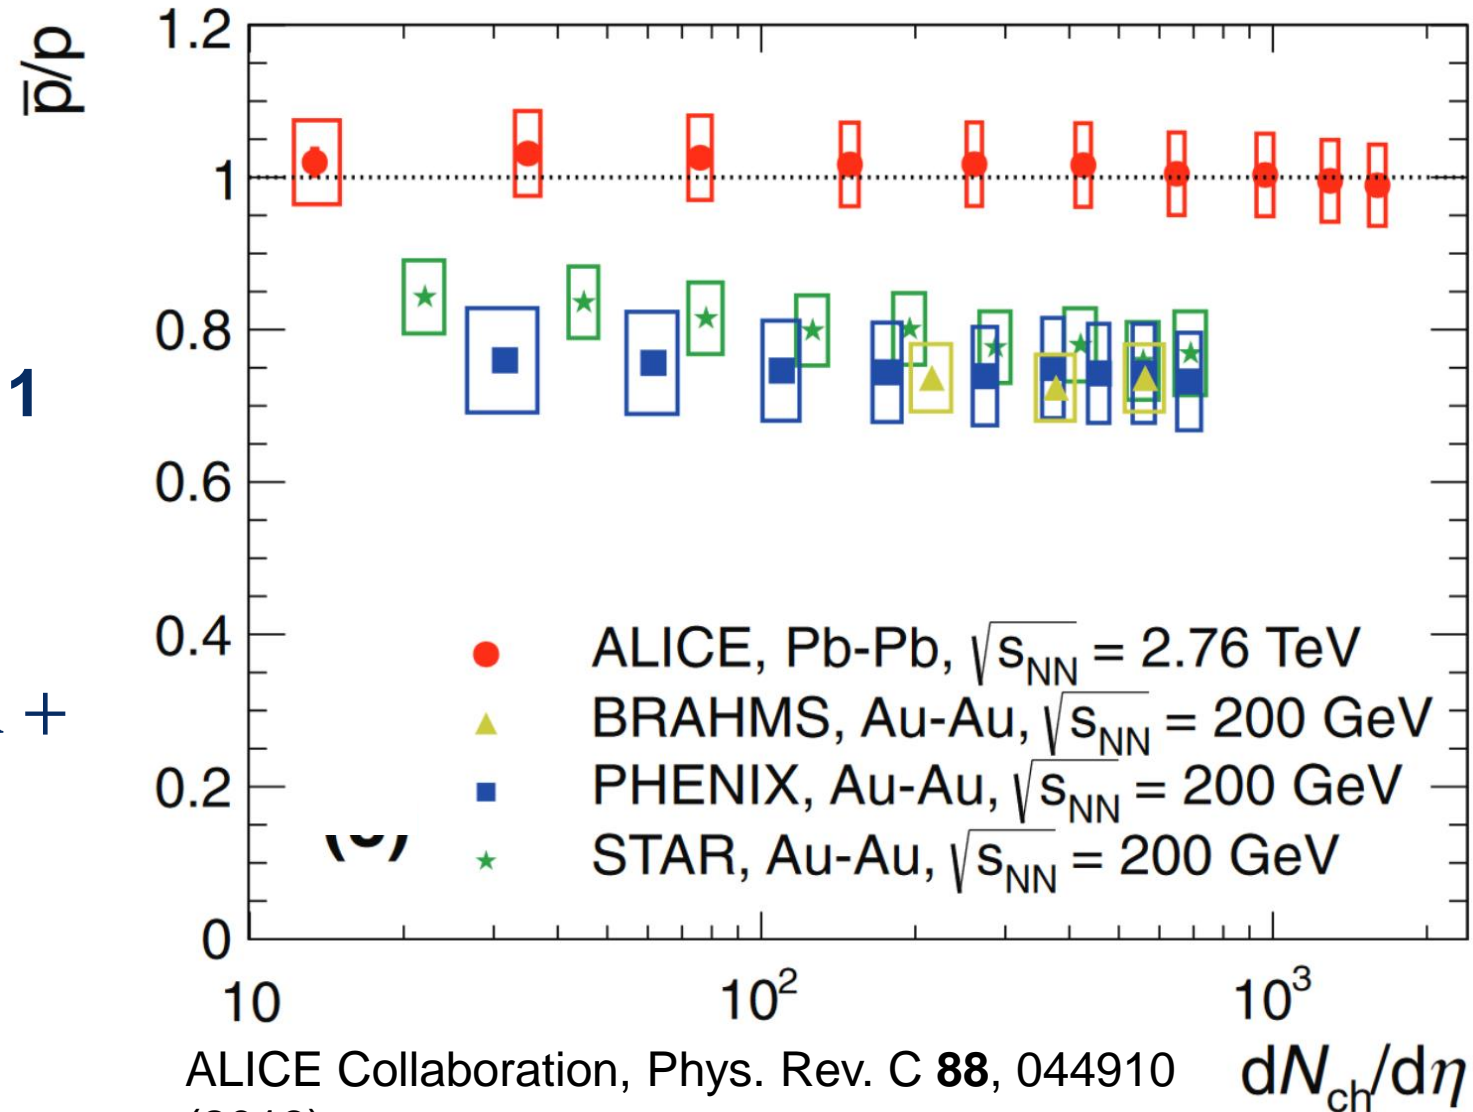 p̅/p
1.2
1
0.8
0.6
0.4
0.2
0
1
+
ALICE, Pb-Pb, √sNN = 2.76 TeV
BRAHMS, Au-Au, √sNN = 200 GeV
PHENIX, Au-Au, √sNN = 200 GeV
STAR, Au-Au, √sNN = 200 GeV
10
10²
10³
dNch/dη
ALICE Collaboration, Phys. Rev. C 88, 044910